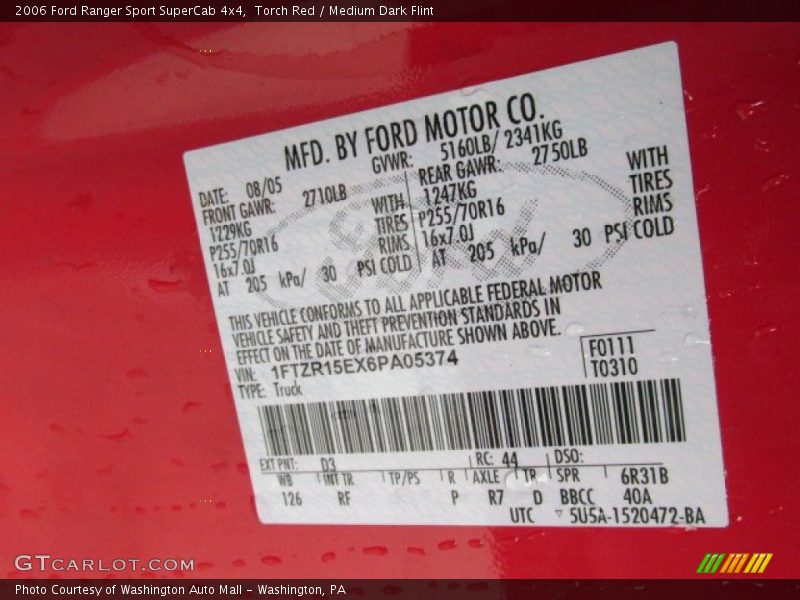 2006 Ford Ranger Sport SuperCab 4x4,  Torch Red / Medium Dark Flint
MFD. BY FORD MOTOR CO.
DATE: 08/05 GVWR: 5160LB/ 2341KG
FRONT GAWR: 2710LB REAR GAWR: 2750LB
1229KG WITH 1247KG WITH
P255/70R16 TIRES P255/70R16 TIRES
16x7.0J RIMS 16x7.0J RIMS
AT 205 kPa/ 30 PSI COLD AT 205 kPa/ 30 PSI COLD
THIS VEHICLE CONFORMS TO ALL APPLICABLE FEDERAL MOTOR
VEHICLE SAFETY AND THEFT PREVENTION STANDARDS IN
EFFECT ON THE DATE OF MANUFACTURE SHOWN ABOVE.
VIN: 1FTZR15EX6PA05374 F0111
TYPE: Truck T0310
EXT PNT: D3 RC: 44 DSO:
WB INT TR TP/PS R AXLE TR SPR 6R31B
126 RF P R7 D BBCC 40A
UTC 5U5A-1520472-BA
GTCARLOT.COM
Photo Courtesy of Washington Auto Mall - Washington, PA